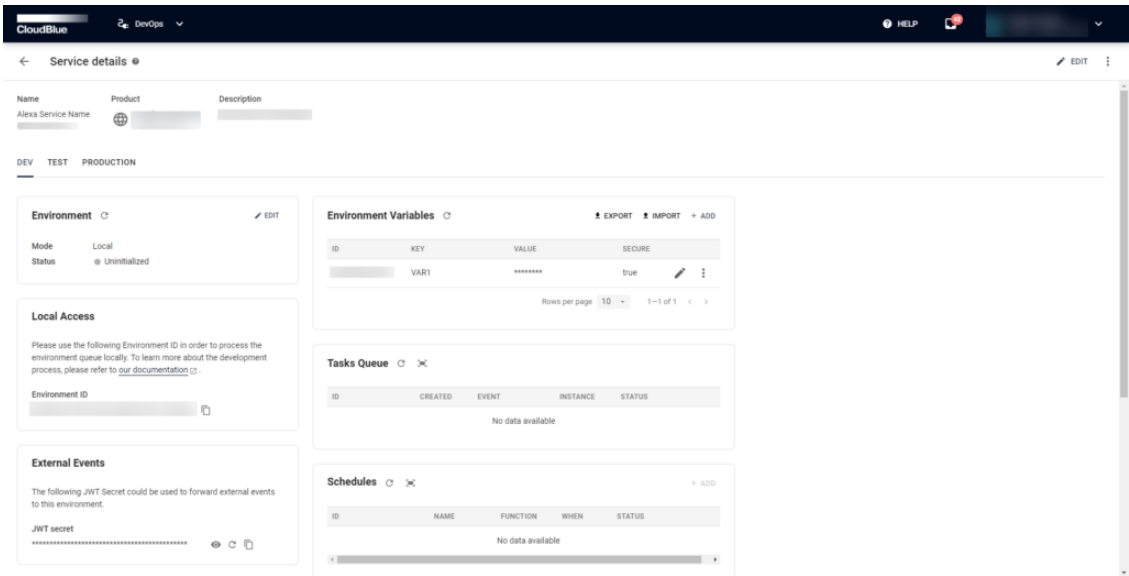 CloudBlue
DevOps
HELP
Service details
EDIT
Name Product Description
Alexa Service Name
DEV TEST PRODUCTION
Environment
EDIT
Mode Local
Status Uninitialized
Local Access
Please use the following Environment ID in order to process the
environment queue locally. To learn more about the development
process, please refer to our documentation .
Environment ID
External Events
The following JWT Secret could be used to forward external events
to this environment.
JWT secret
********************************************
Environment Variables
EXPORT IMPORT + ADD
ID KEY VALUE SECURE
VAR1 ******** true
Rows per page 10 1–1 of 1
Tasks Queue
ID CREATED EVENT INSTANCE STATUS
No data available
Schedules
+ ADD
ID NAME FUNCTION WHEN STATUS
No data available